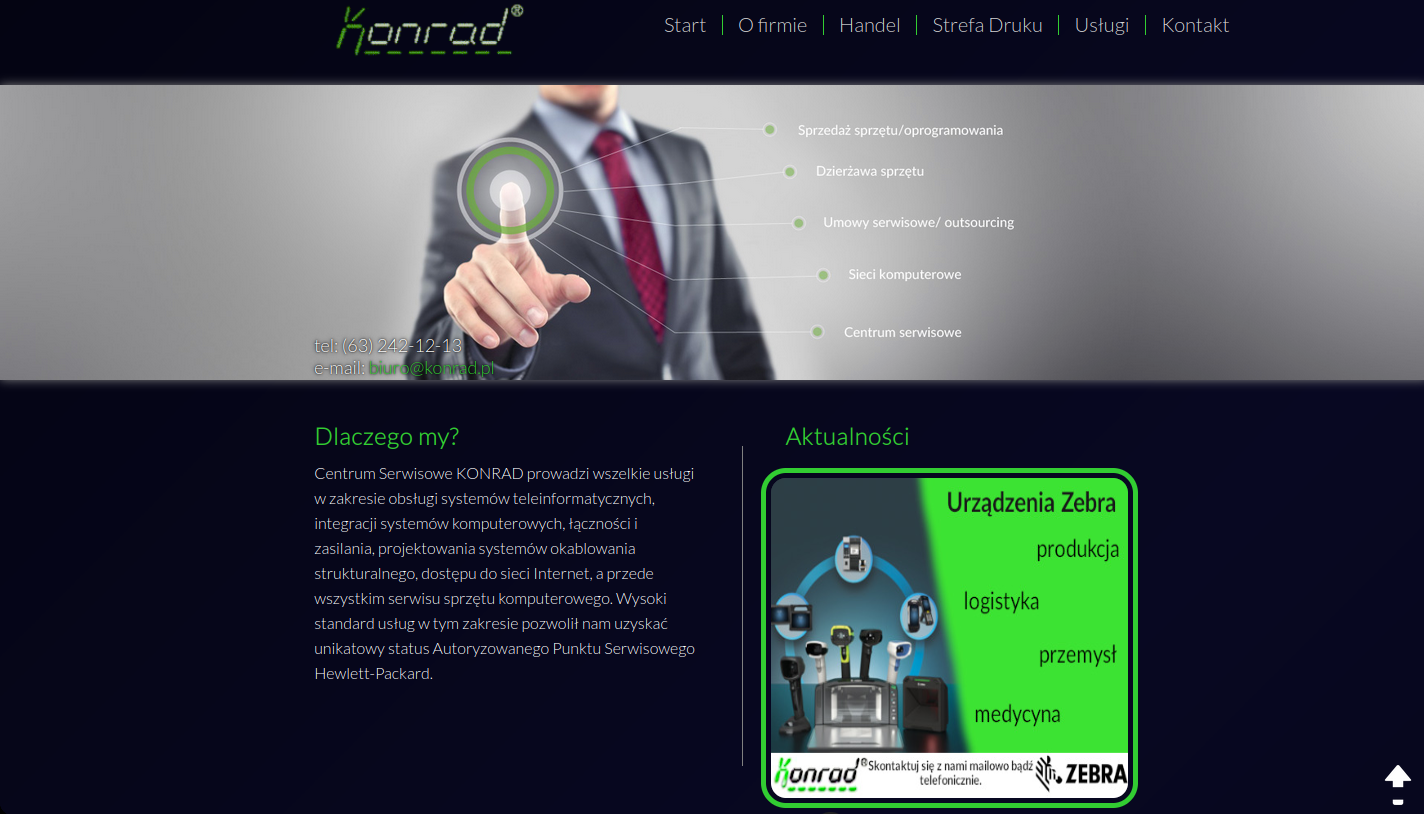 Konrad®
Start
O firmie
Handel
Strefa Druku
Usługi
Kontakt
Sprzedaż sprzętu/oprogramowania
Dzierżawa sprzętu
Umowy serwisowe/ outsourcing
Sieci komputerowe
Centrum serwisowe
tel: (63) 242-12-13
e-mail: biuro@konrad.pl
Dlaczego my?
Centrum Serwisowe KONRAD prowadzi wszelkie usługi
w zakresie obsługi systemów teleinformatycznych,
integracji systemów komputerowych, łączności i
zasilania, projektowania systemów okablowania
strukturalnego, dostępu do sieci Internet, a przede
wszystkim serwisu sprzętu komputerowego. Wysoki
standard usług w tym zakresie pozwolił nam uzyskać
unikatowy status Autoryzowanego Punktu Serwisowego
Hewlett-Packard.
Aktualności
Urządzenia Zebra
produkcja
logistyka
przemysł
medycyna
Konrad®
Skontaktuj się z nami mailowo bądź
telefonicznie.
ZEBRA